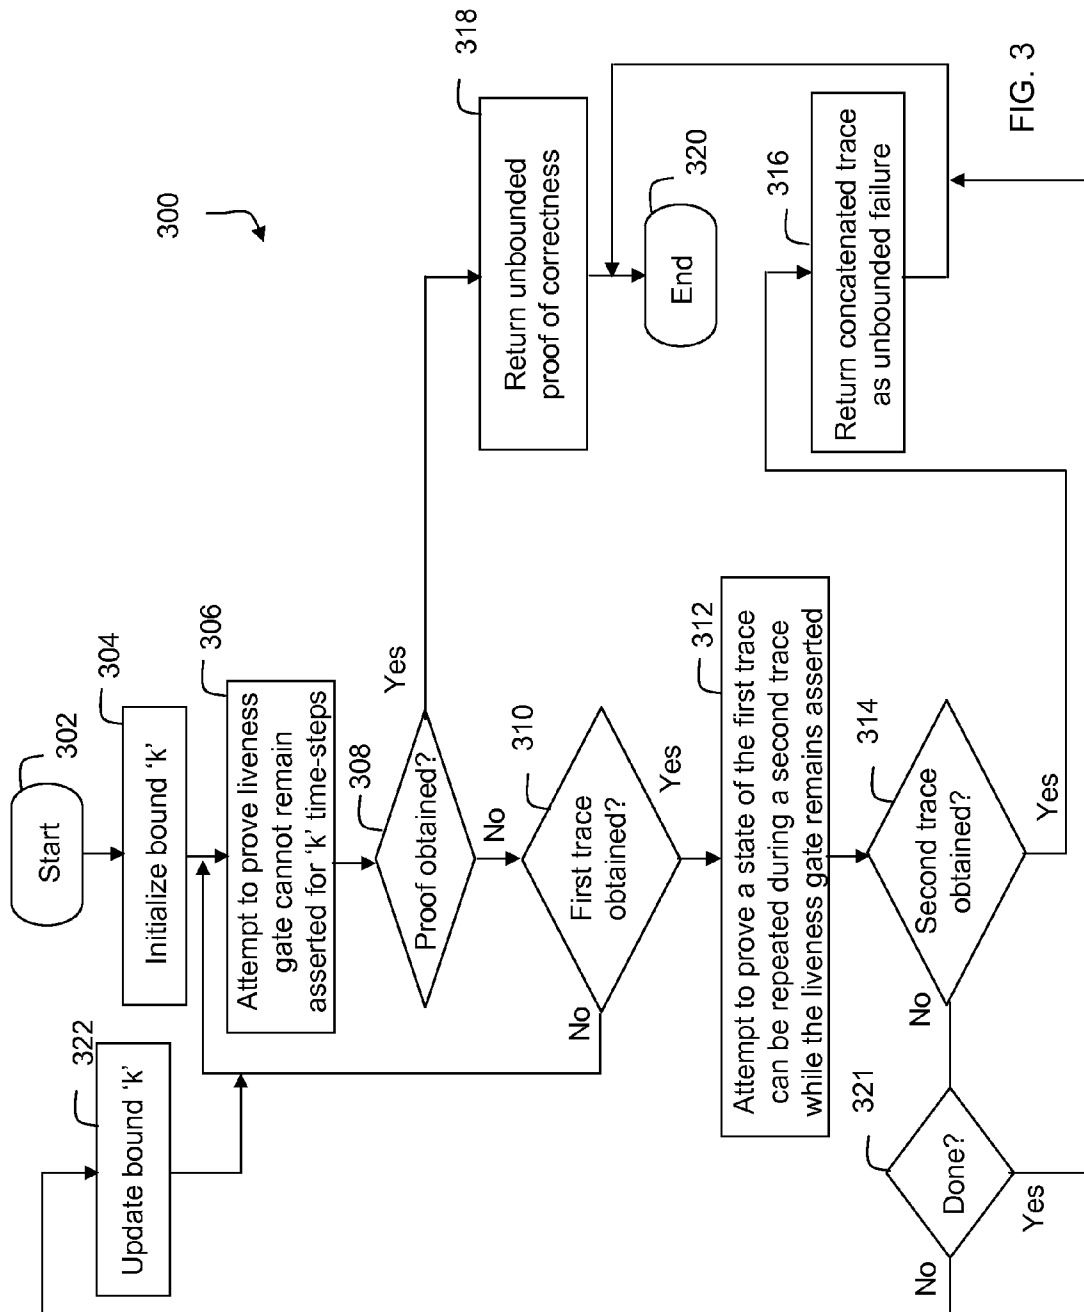 300
Start
302
Initialize bound ‘k’
304
Attempt to prove liveness
gate cannot remain
asserted for ‘k’ time-steps
306
Proof obtained?
308
Yes
No
First trace
obtained?
310
No
Yes
Attempt to prove a state of the first trace
can be repeated during a second trace
while the liveness gate remains asserted
312
Second trace
obtained?
314
No
Yes
Done?
321
No
Yes
Update bound ‘k’
322
Return unbounded
proof of correctness
318
End
320
Return concatenated trace
as unbounded failure
316
FIG. 3